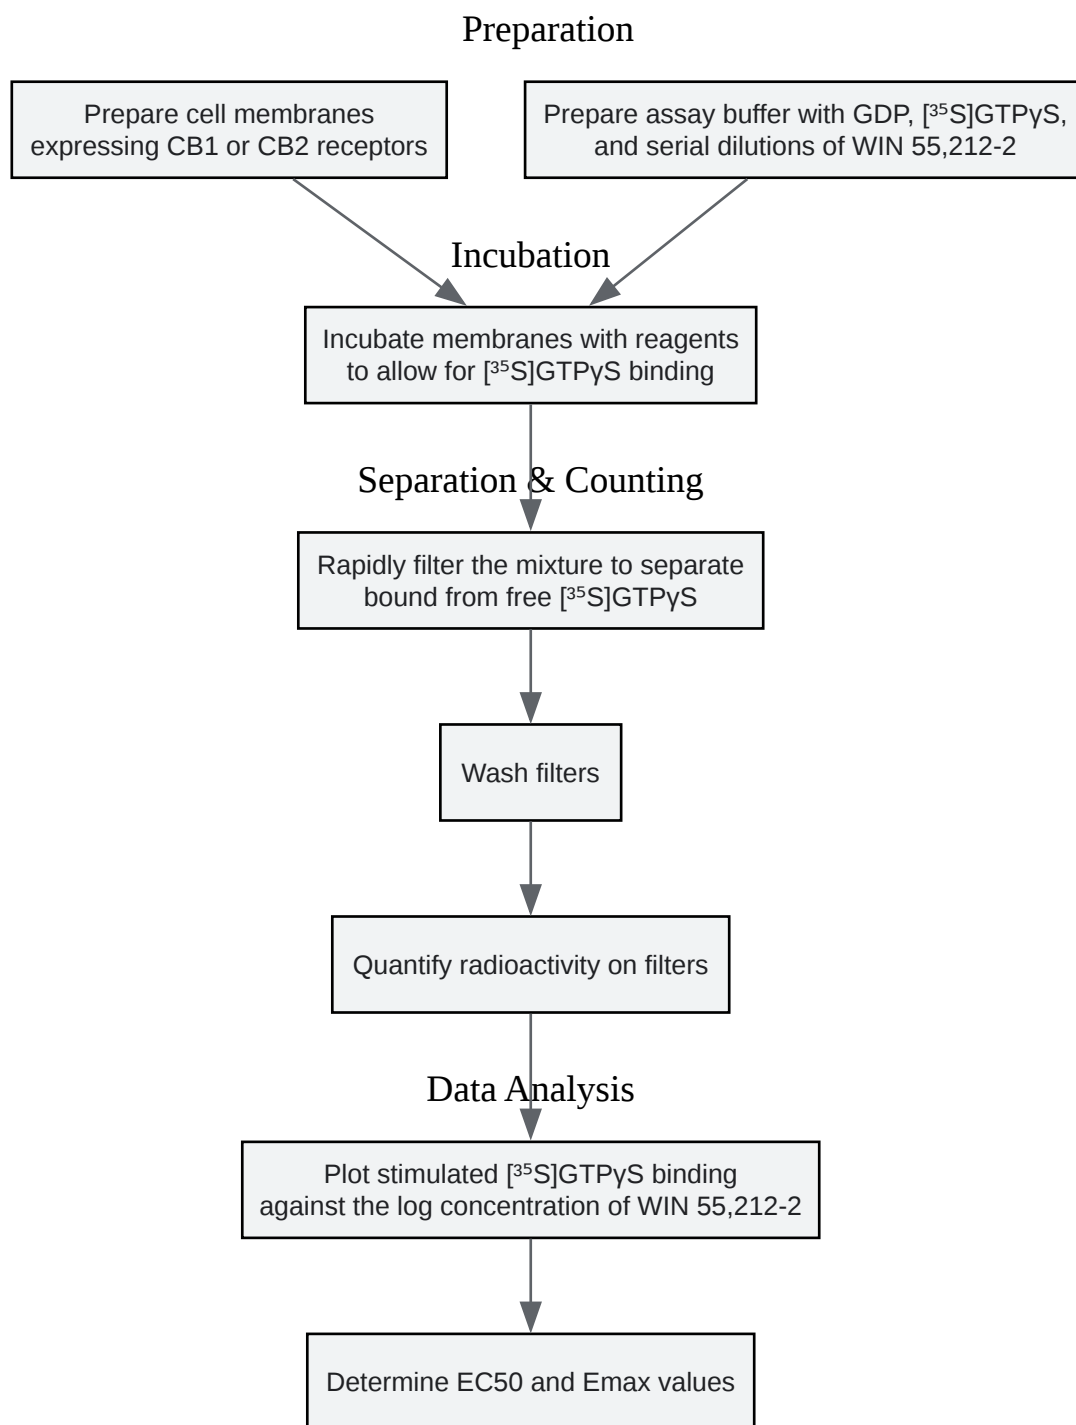 Preparation
Prepare cell membranes
expressing CB1 or CB2 receptors
Prepare assay buffer with GDP, [³⁵S]GTPγS,
and serial dilutions of WIN 55,212-2
Incubation
Incubate membranes with reagents
to allow for [³⁵S]GTPγS binding
Separation & Counting
Rapidly filter the mixture to separate
bound from free [³⁵S]GTPγS
Wash filters
Quantify radioactivity on filters
Data Analysis
Plot stimulated [³⁵S]GTPγS binding
against the log concentration of WIN 55,212-2
Determine EC50 and Emax values